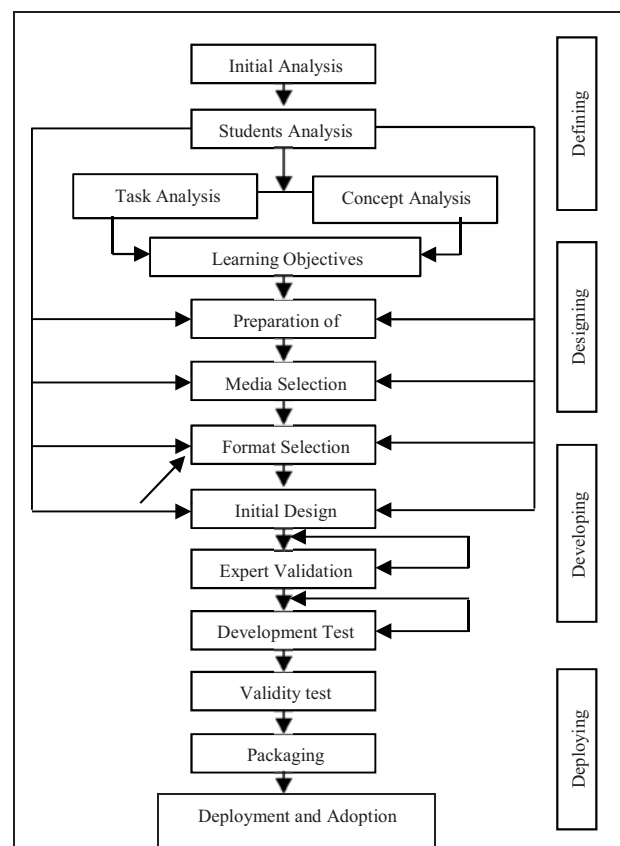 Initial Analysis
Students Analysis
Task Analysis
Concept Analysis
Learning Objectives
Preparation of
Media Selection
Format Selection
Initial Design
Expert Validation
Development Test
Validity test
Packaging
Deployment and Adoption
Defining
Designing
Developing
Deploying